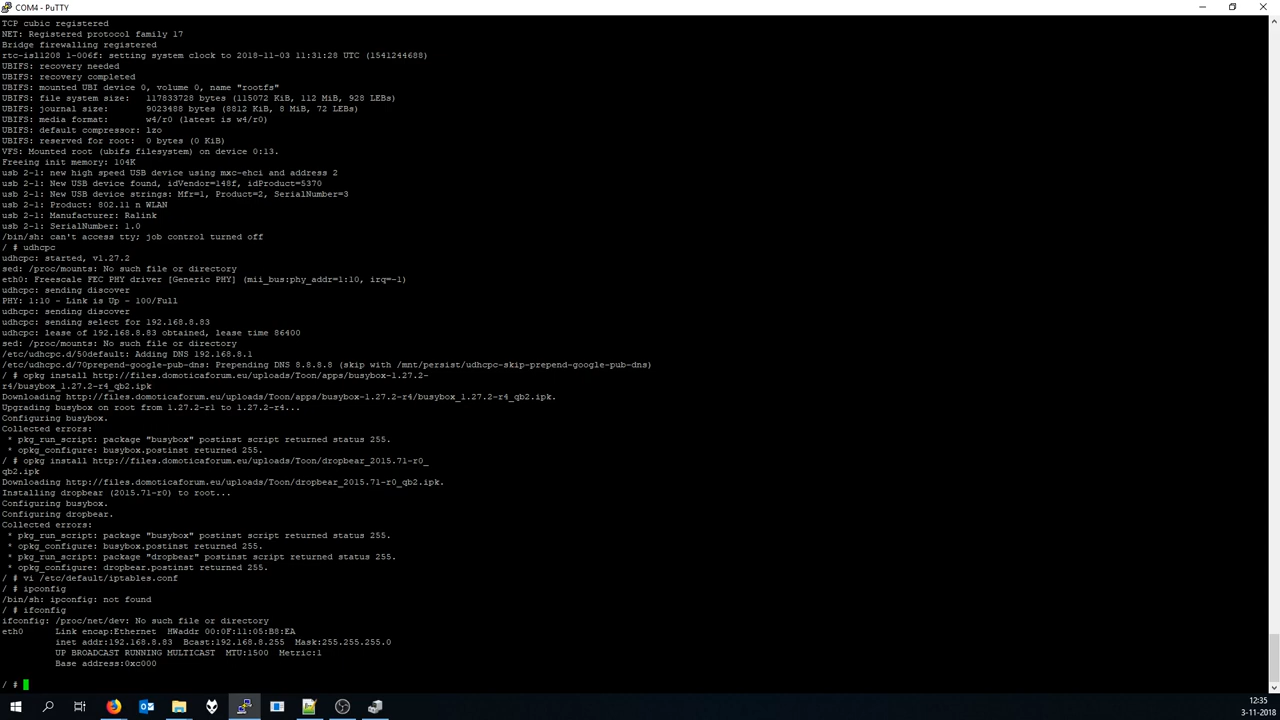 COM4 - PuTTY
TCP cubic registered
NET: Registered protocol family 17
Bridge firewalling registered
rtc-isl1208 1-006f: setting system clock to 2018-11-03 11:31:28 UTC (1541244688)
UBIFS: recovery needed
UBIFS: recovery completed
UBIFS: mounted UBI device 0, volume 0, name "rootfs"
UBIFS: file system size:   117833728 bytes (115072 KiB, 112 MiB, 928 LEBs)
UBIFS: journal size:       9023488 bytes (8812 KiB, 8 MiB, 72 LEBs)
UBIFS: media format:       w4/r0 (latest is w4/r0)
UBIFS: default compressor: lzo
UBIFS: reserved for root:  0 bytes (0 KiB)
VFS: Mounted root (ubifs filesystem) on device 0:13.
Freeing init memory: 104K
usb 2-1: new high speed USB device using mxc-ehci and address 2
usb 2-1: New USB device found, idVendor=148f, idProduct=5370
usb 2-1: New USB device strings: Mfr=1, Product=2, SerialNumber=3
usb 2-1: Product: 802.11 n WLAN
usb 2-1: Manufacturer: Ralink
usb 2-1: SerialNumber: 1.0
/bin/sh: can't access tty; job control turned off
/ # udhcpc
udhcpc: started, v1.27.2
sed: /proc/mounts: No such file or directory
eth0: Freescale FEC PHY driver [Generic PHY] (mii_bus:phy_addr=1:10, irq=-1)
udhcpc: sending discover
PHY: 1:10 - Link is Up - 100/Full
udhcpc: sending discover
udhcpc: sending select for 192.168.8.83
udhcpc: lease of 192.168.8.83 obtained, lease time 86400
sed: /proc/mounts: No such file or directory
/etc/udhcpc.d/50default: Adding DNS 192.168.8.1
/etc/udhcpc.d/70prepend-google-pub-dns: Prepending DNS 8.8.8.8 (skip with /mnt/persist/udhcpc-skip-prepend-google-pub-dns)
/ # opkg install http://files.domoticaforum.eu/uploads/Toon/apps/busybox-1.27.2-
r4/busybox_1.27.2-r4_qb2.ipk
Downloading http://files.domoticaforum.eu/uploads/Toon/apps/busybox-1.27.2-r4/busybox_1.27.2-r4_qb2.ipk.
Upgrading busybox on root from 1.27.2-r1 to 1.27.2-r4...
Configuring busybox.
Collected errors:
 * pkg_run_script: package "busybox" postinst script returned status 255.
 * opkg_configure: busybox.postinst returned 255.
/ # opkg install http://files.domoticaforum.eu/uploads/Toon/dropbear_2015.71-r0_
qb2.ipk
Downloading http://files.domoticaforum.eu/uploads/Toon/dropbear_2015.71-r0_qb2.ipk.
Installing dropbear (2015.71-r0) to root...
Configuring busybox.
Configuring dropbear.
Collected errors:
 * pkg_run_script: package "busybox" postinst script returned status 255.
 * opkg_configure: busybox.postinst returned 255.
 * pkg_run_script: package "dropbear" postinst script returned status 255.
 * opkg_configure: dropbear.postinst returned 255.
/ # vi /etc/default/iptables.conf
/ # ipconfig
/bin/sh: ipconfig: not found
/ # ifconfig
ifconfig: /proc/net/dev: No such file or directory
eth0      Link encap:Ethernet  HWaddr 00:0F:11:05:B8:EA
          inet addr:192.168.8.83  Bcast:192.168.8.255  Mask:255.255.255.0
          UP BROADCAST RUNNING MULTICAST  MTU:1500  Metric:1
          Base address:0xc000
/ #
12:35
3-11-2018